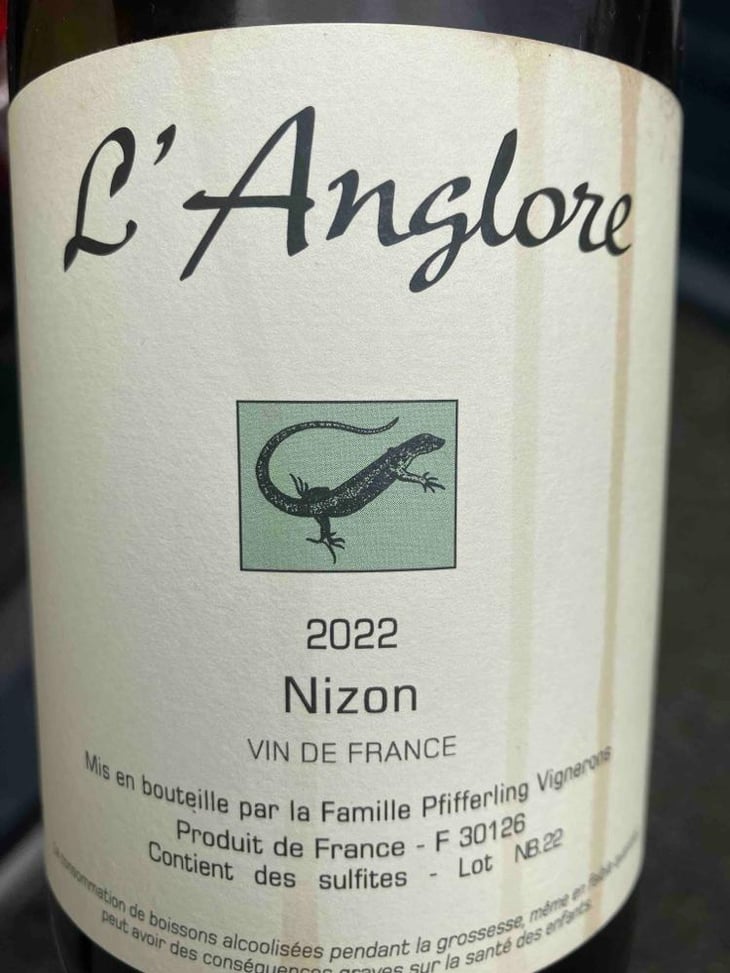 L'Anglore
2022
Nizon
VIN DE FRANCE
Mis en bouteille par la Famille Pfifferling Vignerons
Produit de France - F 30126
Contient des sulfites - Lot NB.22
consommation de boissons alcoolisées pendant la grossesse, même en faible
peut avoir des conséquences graves sur la santé des enfants.